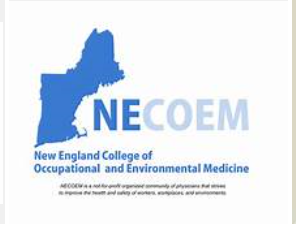 NECOEM
New England College of
Occupational and Environmental Medicine
NECOEM is a not-for-profit organized community of physicians that strives
to improve the health and safety of workers, workplaces, and environments.